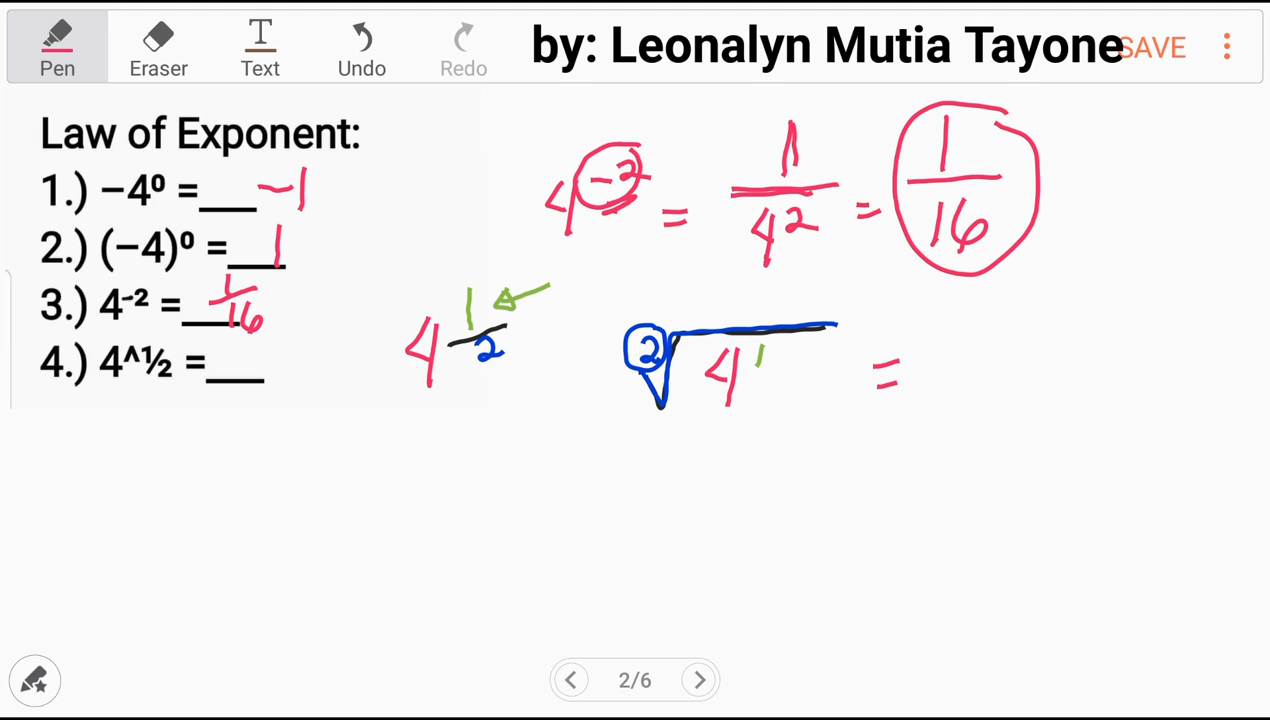 Pen Eraser Text Undo Redo by: Leonalyn Mutia Tayone SAVE
Law of Exponent:
1.) −4⁰ =___ -1
2.) (−4)⁰ =___ 1
3.) 4⁻² =___ 1/16
4.) 4^½ =___
4⁻² = 1/4² = 1/16
4 1/2 ²√4¹ =
2/6